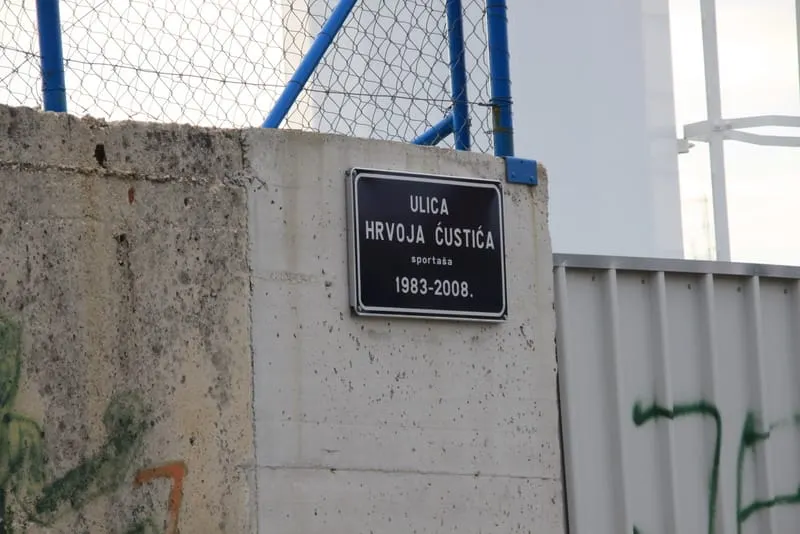 ULICA
HRVOJA ĆUSTIĆA
sportaša
1983-2008.